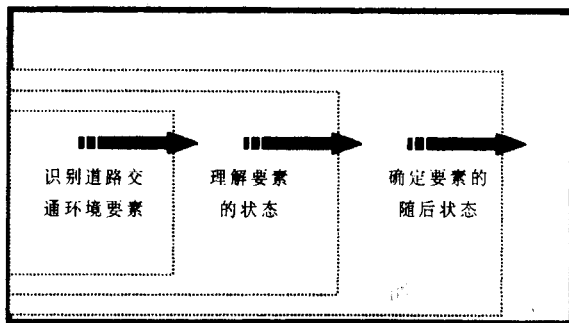 识别道路交
通环境要素
理解要素
的状态
确定要素的
随后状态